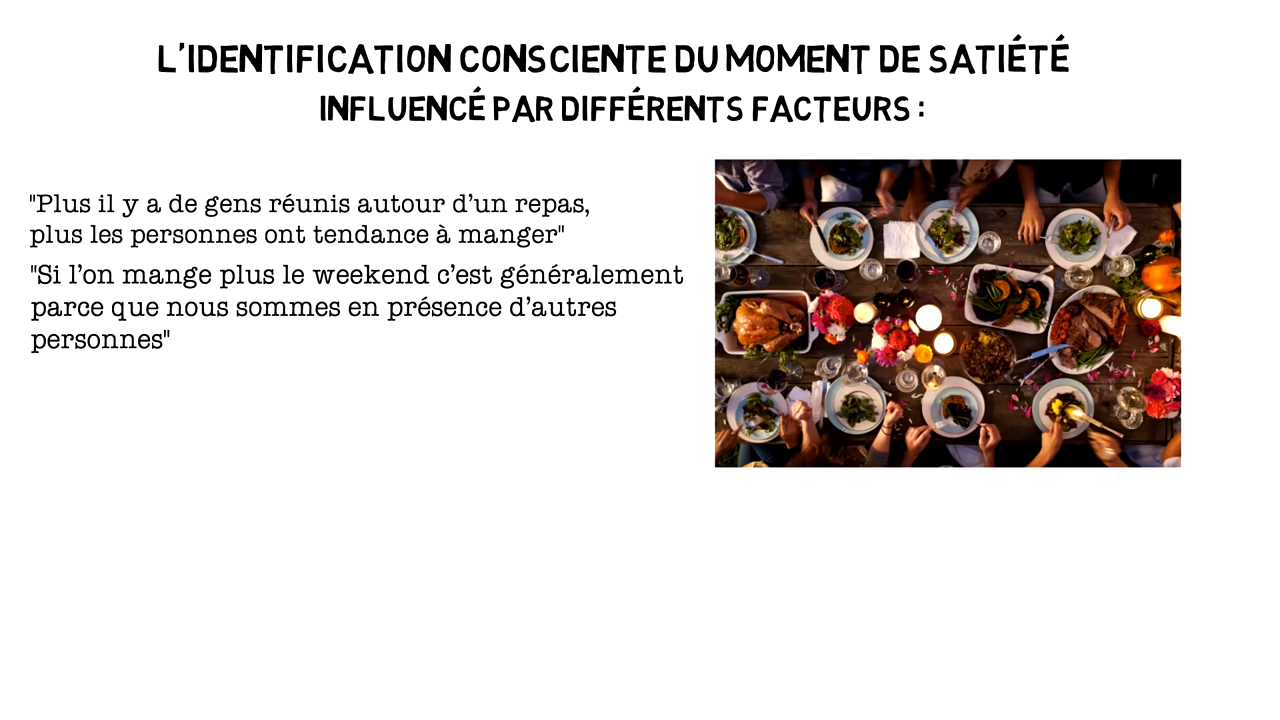 L'IDENTIFICATION CONSCIENTE DU MOMENT DE SATIÉTÉ
INFLUENCÉ PAR DIFFÉRENTS FACTEURS :
"Plus il y a de gens réunis autour d’un repas,
plus les personnes ont tendance à manger"
"Si l’on mange plus le weekend c’est généralement
parce que nous sommes en présence d’autres
personnes"